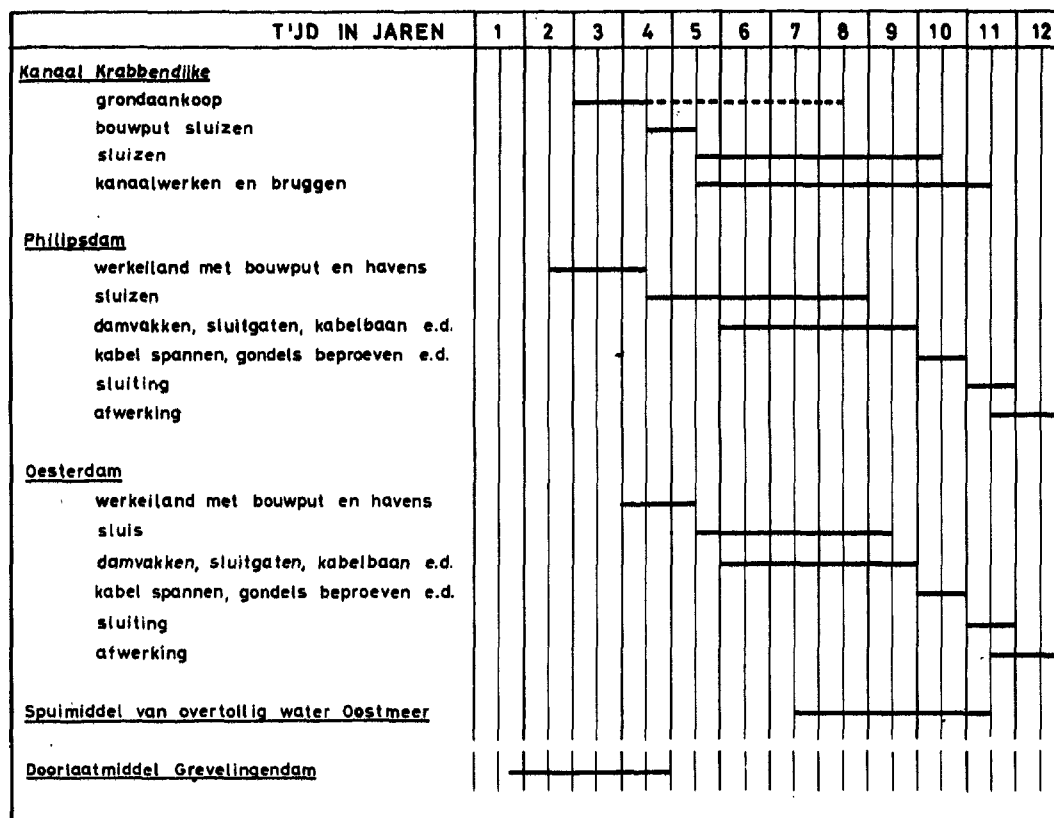 T'JD IN JAREN 1 2 3 4 5 6 7 8 9 10 11 12
Kanaal Krabbendijke
grondaankoop
bouwput sluizen
sluizen
kanaalwerken en bruggen
Philipsdam
werkeiland met bouwput en havens
sluizen
damvakken, sluitgaten, kabelbaan e.d.
kabel spannen, gondels beproeven e.d.
sluiting
afwerking
Oesterdam
werkeiland met bouwput en havens
sluis
damvakken, sluitgaten, kabelbaan e.d.
kabel spannen, gondels beproeven e.d.
sluiting
afwerking
Spuimiddel van overtollig water Oostmeer
Doorlaatmiddel Grevelingendam